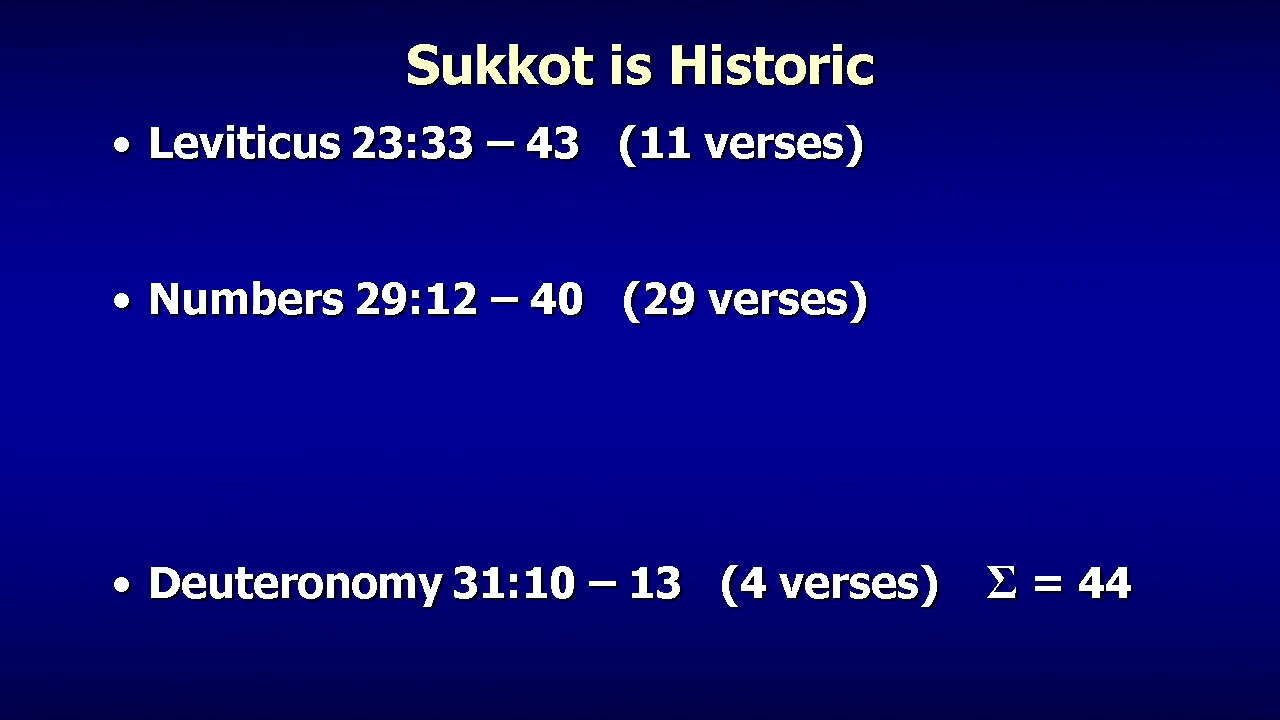 Sukkot is Historic
• Leviticus 23:33 – 43 (11 verses)
• Numbers 29:12 – 40 (29 verses)
• Deuteronomy 31:10 – 13 (4 verses) Σ = 44